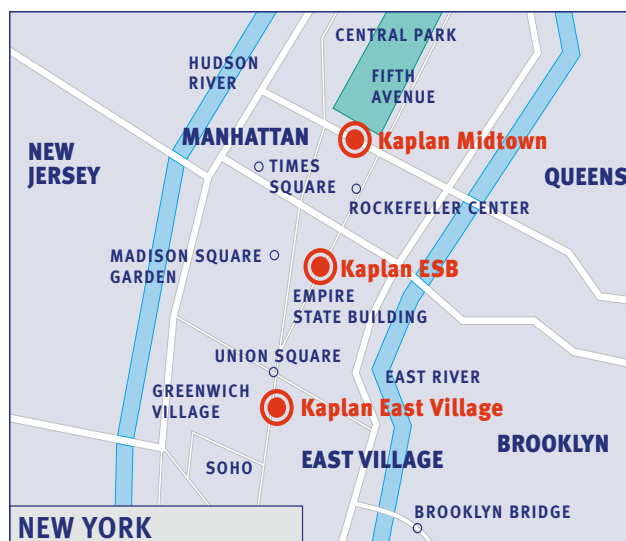 CENTRAL PARK
HUDSON
RIVER
FIFTH
AVENUE
MANHATTAN
Kaplan Midtown
NEW
JERSEY
TIMES
SQUARE
QUEENS
ROCKEFELLER CENTER
MADISON SQUARE
GARDEN
Kaplan ESB
EMPIRE
STATE BUILDING
UNION SQUARE
EAST RIVER
GREENWICH
VILLAGE
Kaplan East Village
BROOKLYN
EAST VILLAGE
SOHO
BROOKLYN BRIDGE
NEW YORK